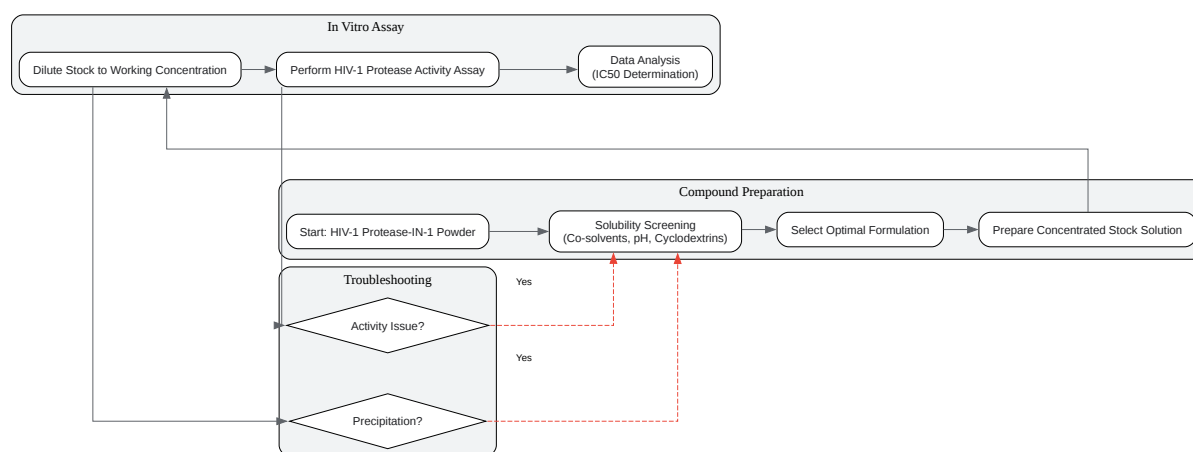 In Vitro Assay
Dilute Stock to Working Concentration
Perform HIV-1 Protease Activity Assay
Data Analysis
(IC50 Determination)
Compound Preparation
Start: HIV-1 Protease-IN-1 Powder
Solubility Screening
(Co-solvents, pH, Cyclodextrins)
Select Optimal Formulation
Prepare Concentrated Stock Solution
Troubleshooting
Yes
Activity Issue?
Yes
Precipitation?